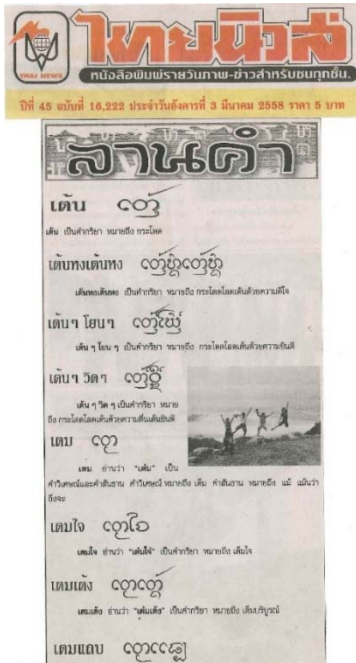 ไทยนิวส์
THAI NEWS
หนังสือพิมพ์รายวันภาพ-ข่าวสำหรับชนทุกชั้น.
ปีที่ 45 ฉบับที่ 16,222 ประจำวันอังคารที่ 3 มีนาคม 2558 ราคา 5 บาท
ล้านคำ
เต้น
เต้น เป็นคำกริยา หมายถึง กระโดด
เต้นทงเต้นทง
เต้นทงเต้นทง เป็นคำกริยา หมายถึง กระโดดโลดเต้นด้วยความดีใจ
เต้นๆ โยนๆ
เต้น ๆ โยน ๆ เป็นคำกริยา หมายถึง กระโดดโลดเต้นด้วยความยินดี
เต้นๆ วิดๆ
เต้น ๆ วิด ๆ เป็นคำกริยา หมาย
ถึง กระโดดโลดเต้นด้วยความตื่นเต้นยินดี
เตม
เตม อ่านว่า "เต๋ม" เป็น
คำวิเศษณ์และคำสันธาน คำวิเศษณ์ หมายถึง เต็ม คำสันธาน หมายถึง แม้ แม้นว่า
ถึงจะ
เตมใจ
เตมใจ อ่านว่า "เต๋มใจ๋" เป็นคำกริยา หมายถึง เต็มใจ
เตมเต้ง
เตมเต้ง อ่านว่า "เต๋มเต้ง" เป็นคำกริยา หมายถึง เต็มบริบูรณ์
เตมแถบ